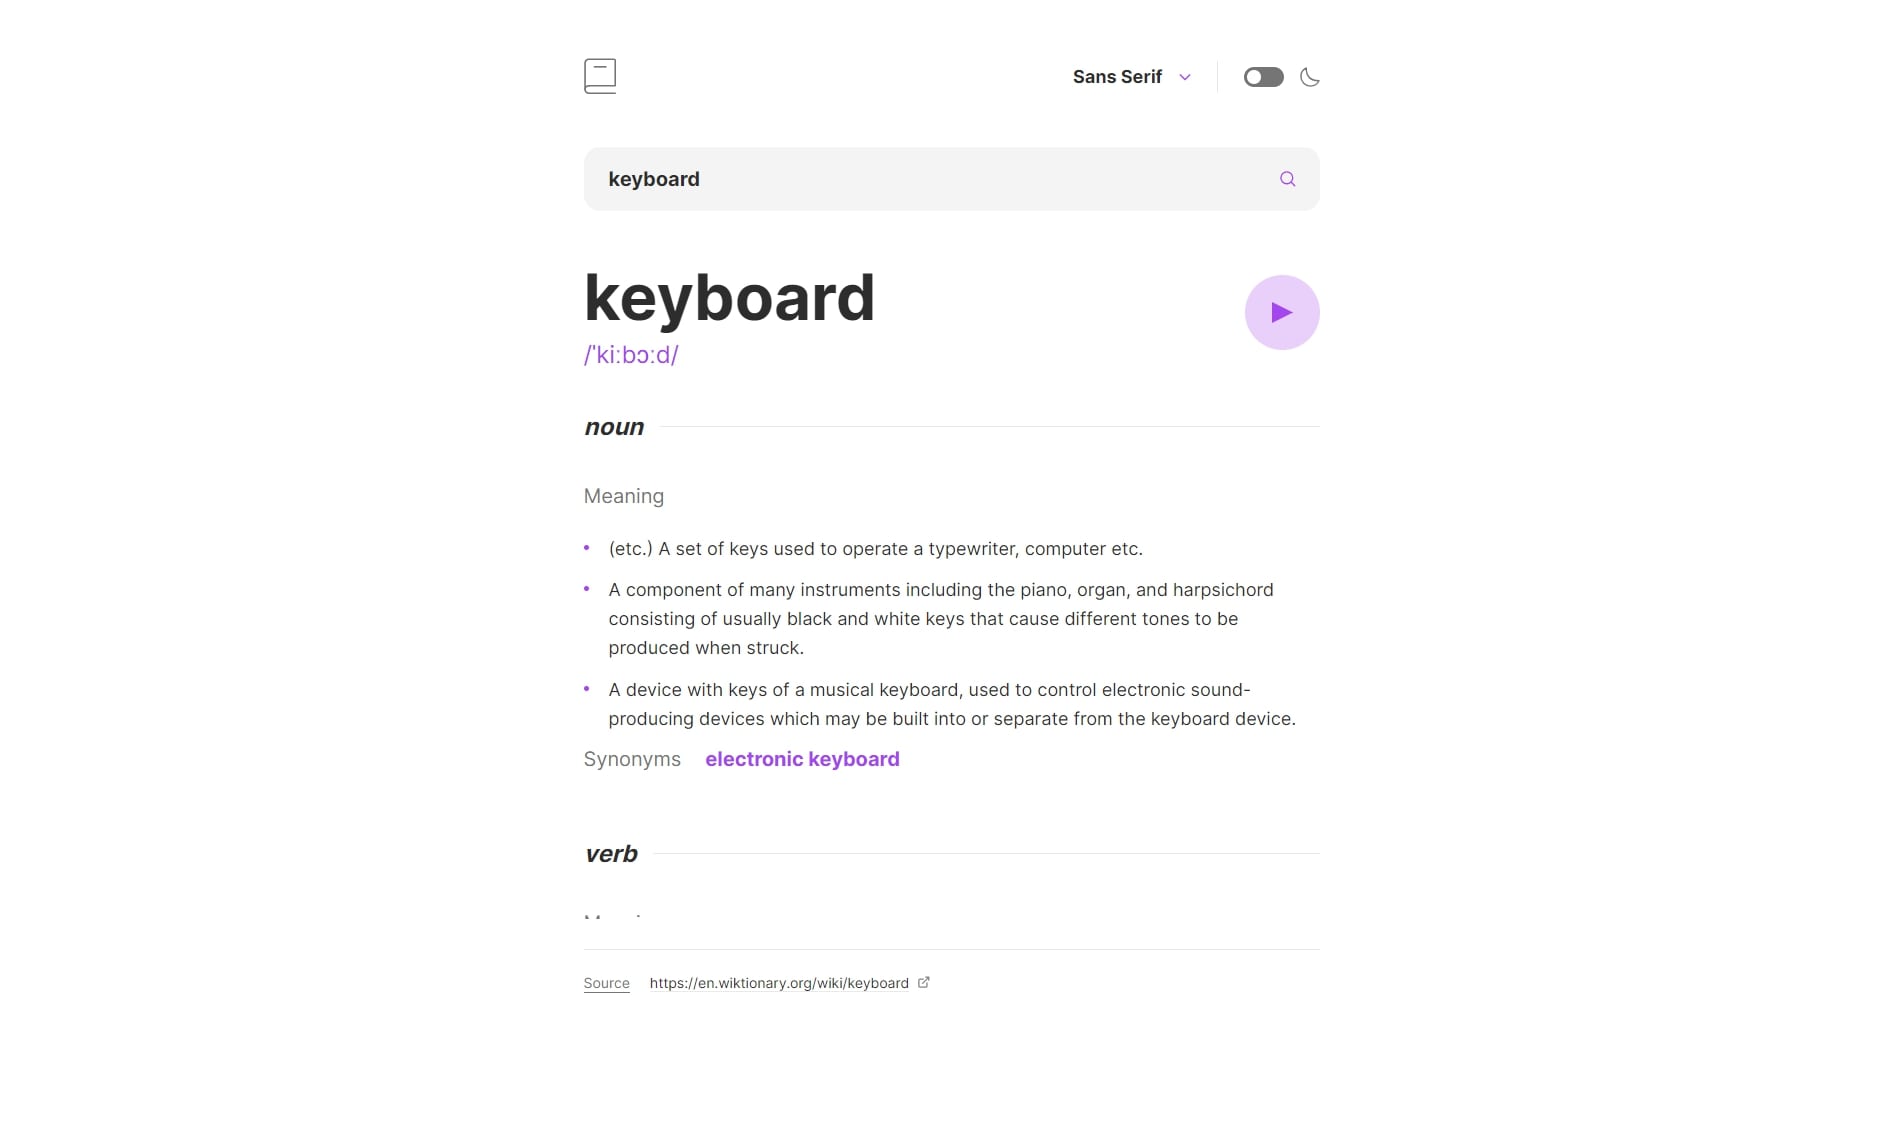 Sans Serif
keyboard
keyboard
/ˈkiːbɔːd/
noun
Meaning
(etc.) A set of keys used to operate a typewriter, computer etc.
A component of many instruments including the piano, organ, and harpsichord
consisting of usually black and white keys that cause different tones to be
produced when struck.
A device with keys of a musical keyboard, used to control electronic sound-
producing devices which may be built into or separate from the keyboard device.
Synonyms electronic keyboard
verb
Source https://en.wiktionary.org/wiki/keyboard